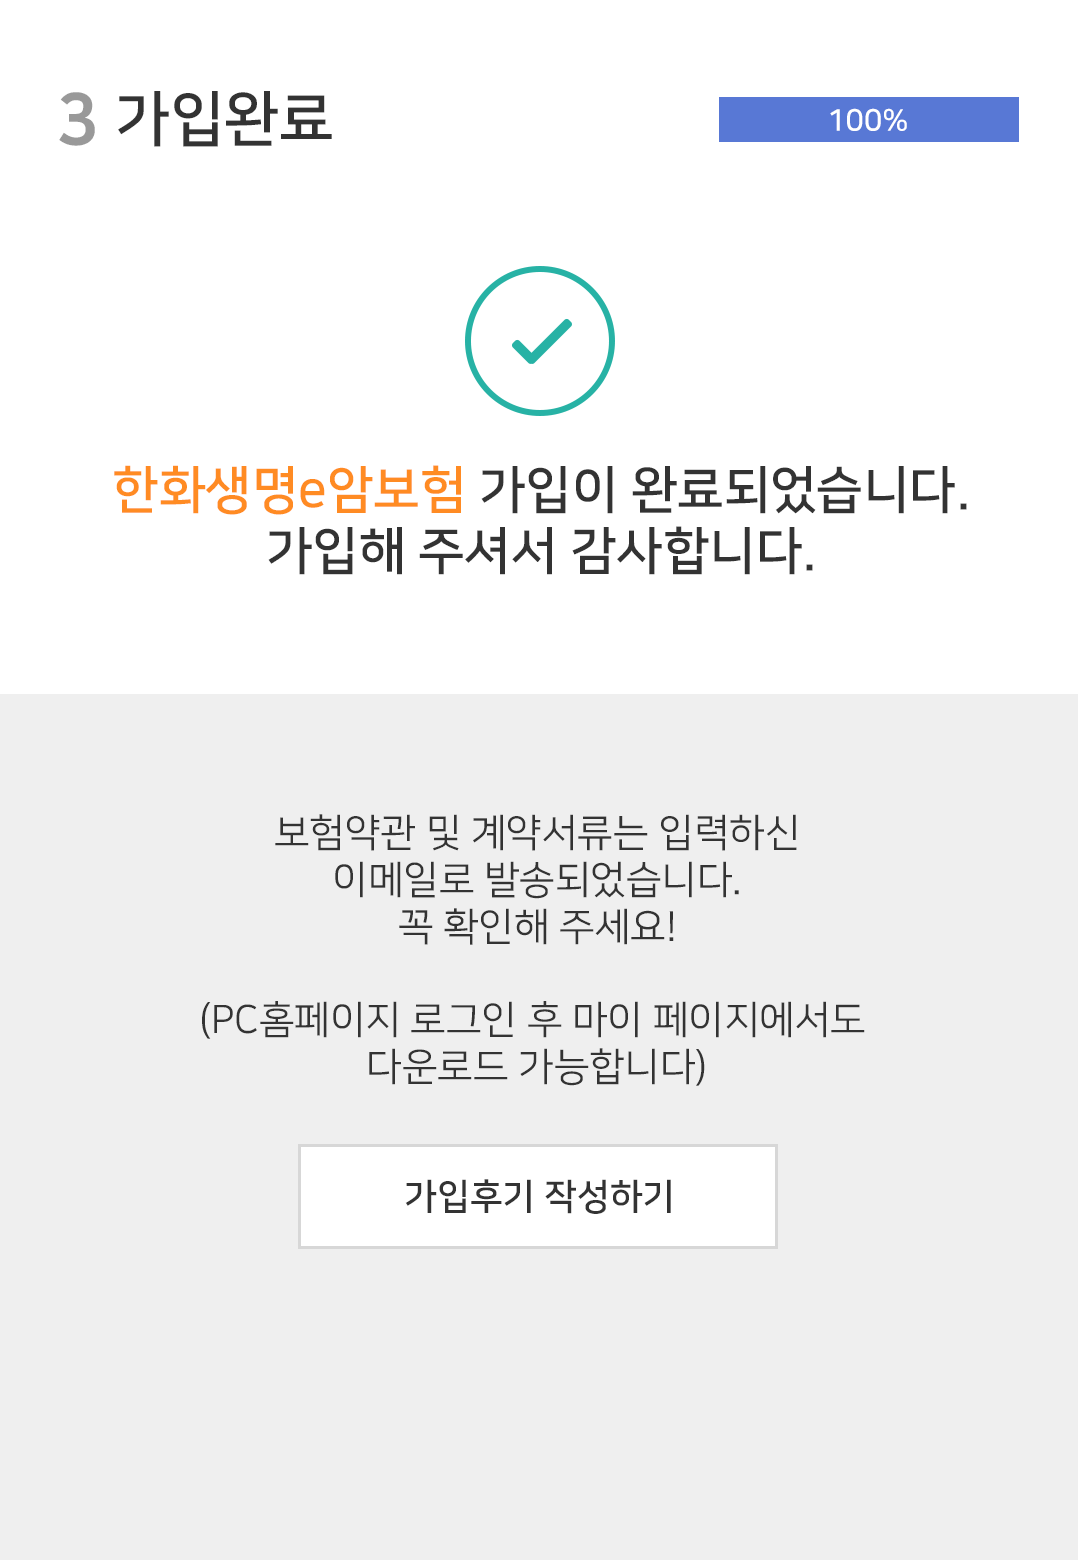 3 가입완료
100%
한화생명e암보험 가입이 완료되었습니다.
가입해 주셔서 감사합니다.
보험약관 및 계약서류는 입력하신
이메일로 발송되었습니다.
꼭 확인해 주세요!
(PC홈페이지 로그인 후 마이 페이지에서도
다운로드 가능합니다)
가입후기 작성하기